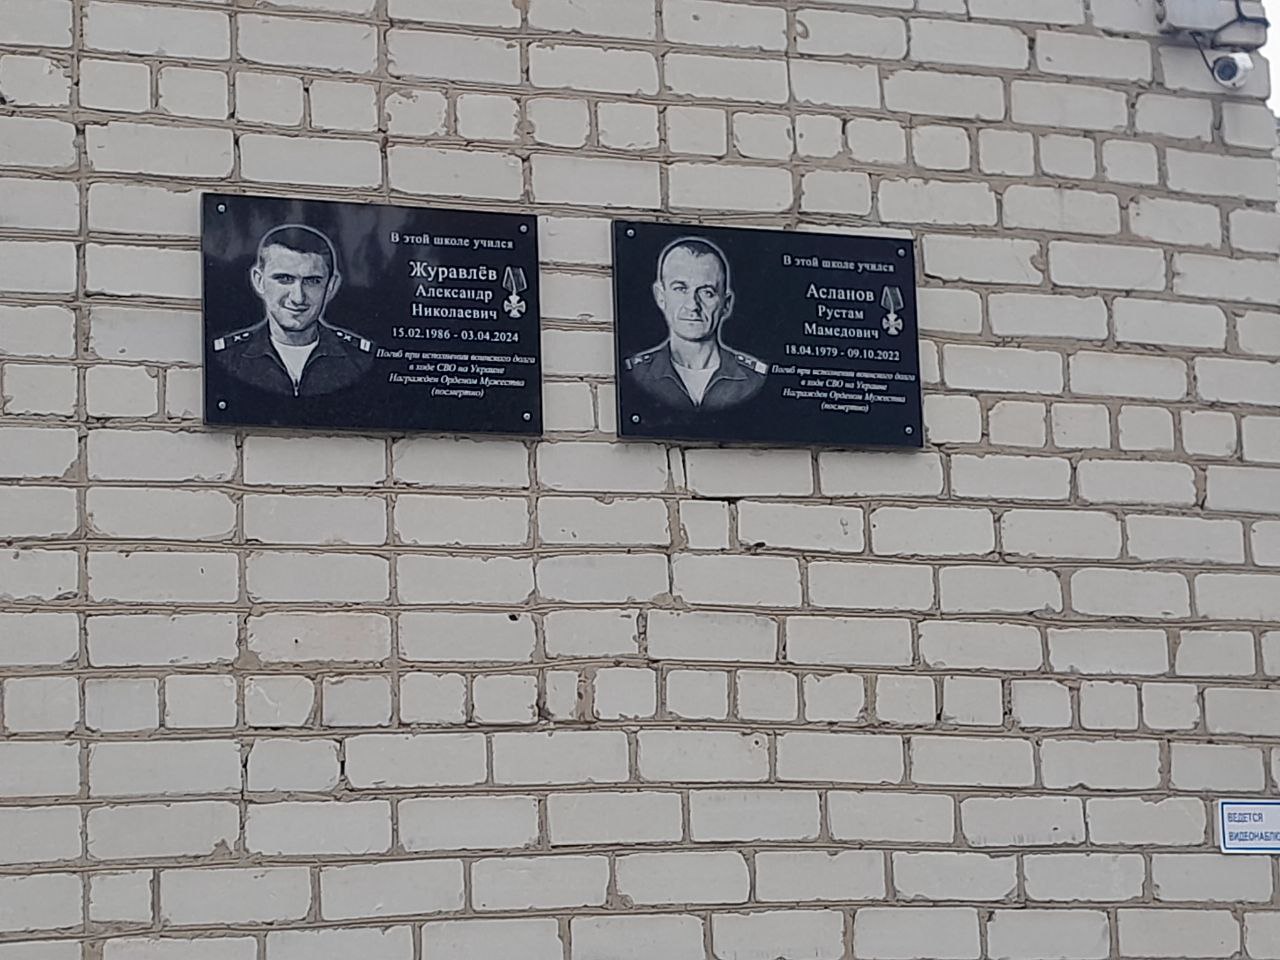 В этой школе учился
Журавлёв
Александр
Николаевич
15.02.1986 - 03.04.2024
Погиб при исполнении воинского долга
в ходе СВО на Украине
Награжден Орденом Мужества
(посмертно)
В этой школе учился
Асланов
Рустам
Мамедович
18.04.1979 - 09.10.2022
Погиб при исполнении воинского долга
в ходе СВО на Украине
Награжден Орденом Мужества
(посмертно)
ВЕДЕТСЯ
ВИДЕОНАБЛЮ